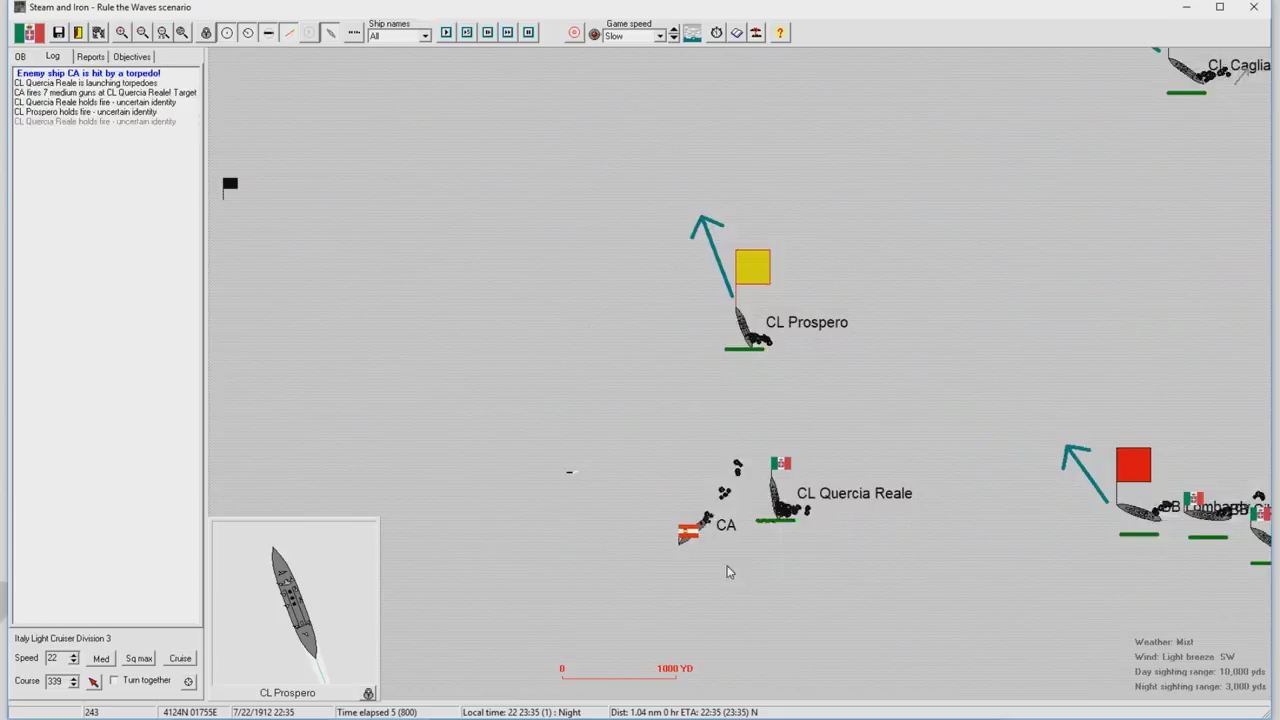 Steam and Iron - Rule the Waves scenario
Ship names
All
Game speed
Slow
OB Log Reports Objectives
Enemy ship CA is hit by a torpedo!
CL Quercia Reale is launching torpedoes
CA fires 7 medium guns at CL Quercia Reale! Target
CL Quercia Reale holds fire - uncertain identity
CL Prospero holds fire - uncertain identity
CL Quercia Reale holds fire - uncertain identity
CL Caglia
CL Prospero
CL Quercia Reale
CA
Italy Light Cruiser Division 3
Speed 22 Med Sq max Cruise
Course 339 Turn together
CL Prospero
0 1000 YD
Weather: Mist
Wind: Light breeze SW
Day sighting range: 10,000 yds
Night sighting range: 3,000 yds
243 4124N 01755E 7/22/1912 22:35 Time elapsed 5 (800) Local time: 22 23:35 (1) : Night Dist: 1.04 nm 0 hr ETA: 22:35 (23:35) N